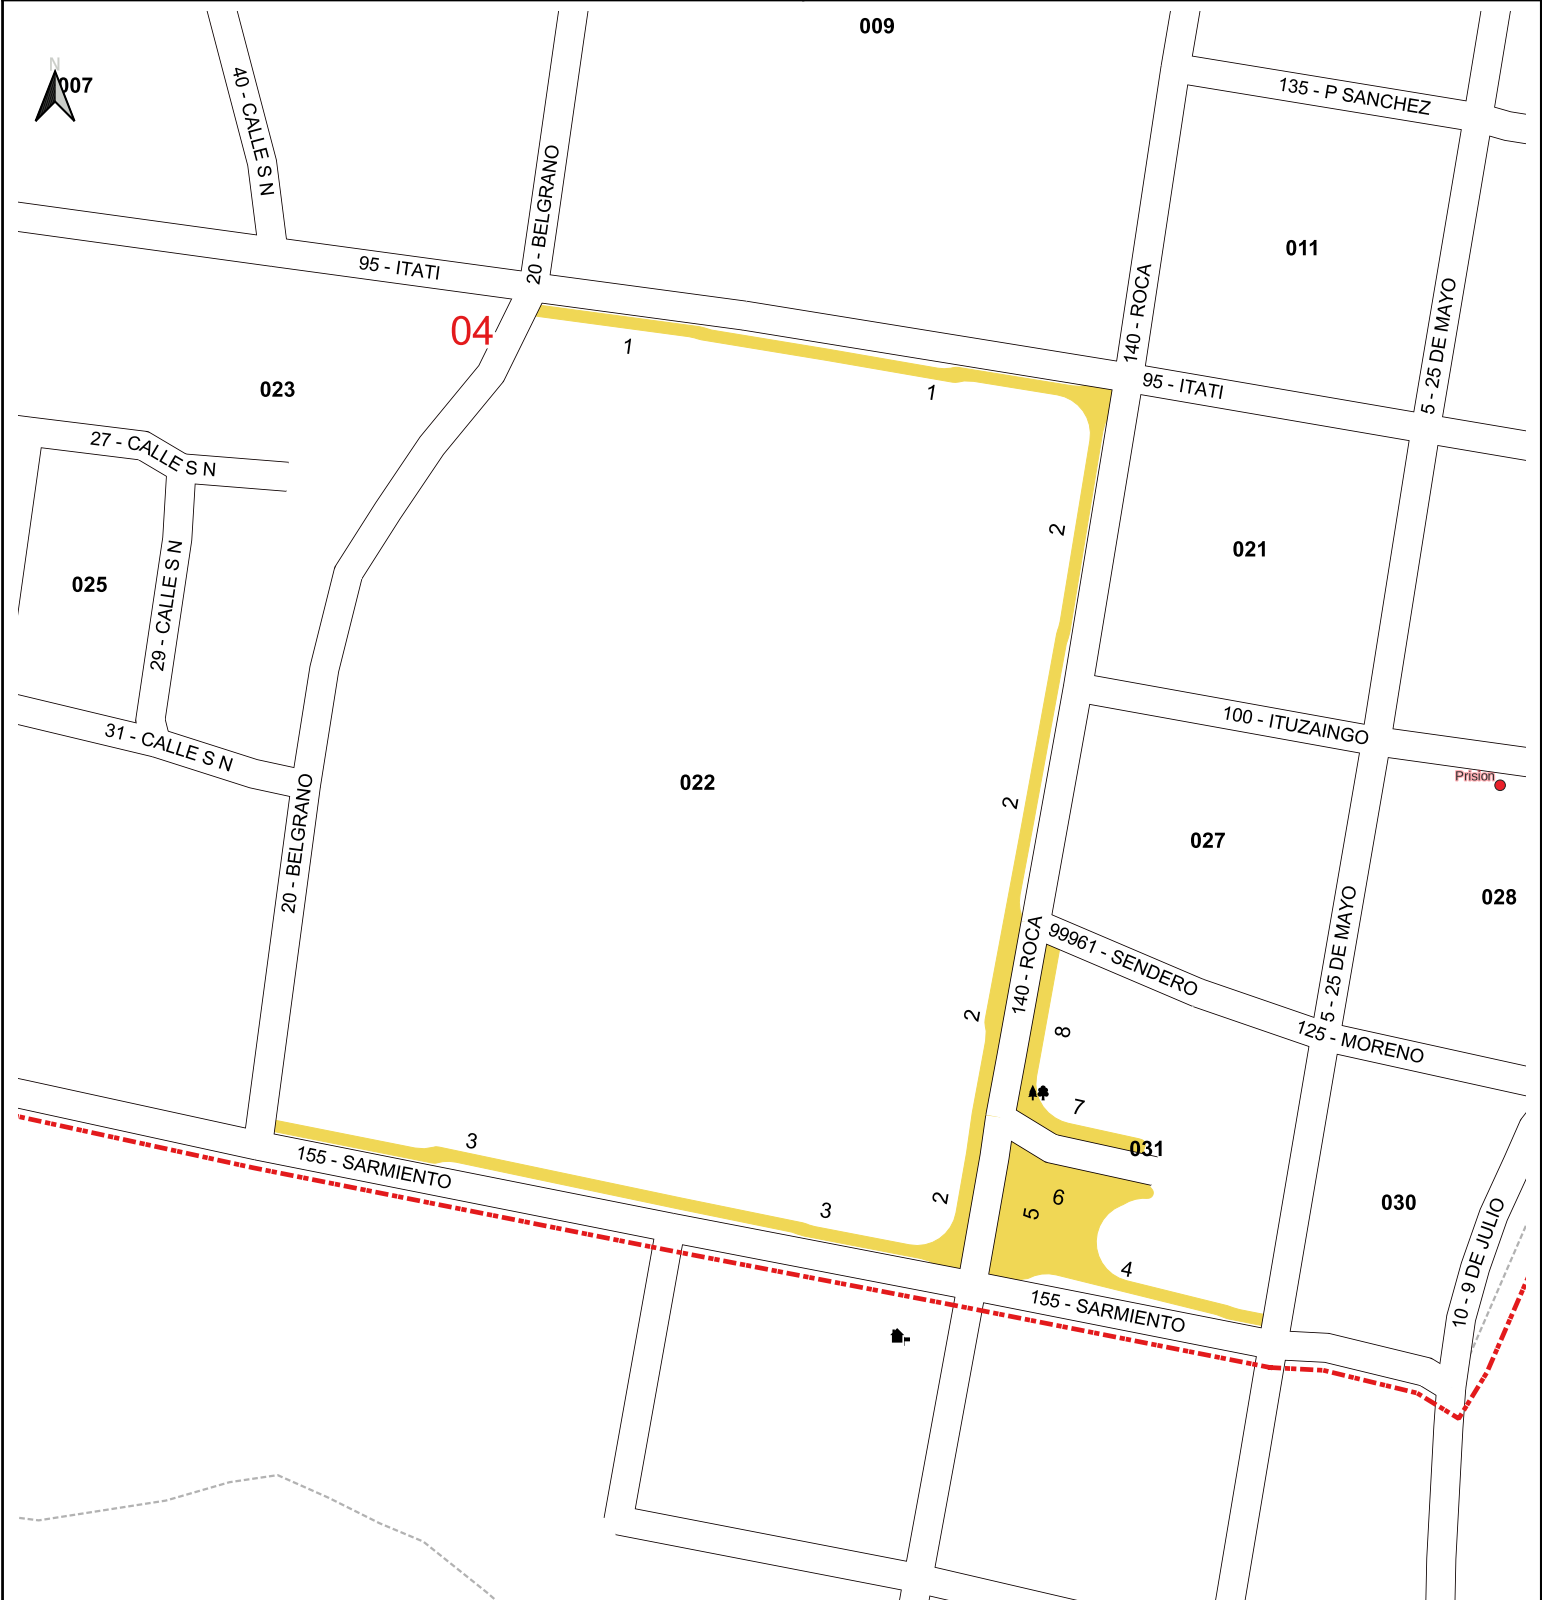 009
N
007
40 - CALLE S N
135 - P SANCHEZ
20 - BELGRANO
011
95 - ITATI
140 - ROCA
5 - 25 DE MAYO
04
1
023
1
95 - ITATI
27 - CALLE S N
2
021
025
29 - CALLE S N
100 - ITUZAINGO
31 - CALLE S N
Prision
022
2
20 - BELGRANO
027
028
99961 - SENDERO
140 - ROCA
5 - 25 DE MAYO
2
8
125 - MORENO
7
3
031
155 - SARMIENTO
2
6
5
3
030
4
10 - 9 DE JULIO
155 - SARMIENTO